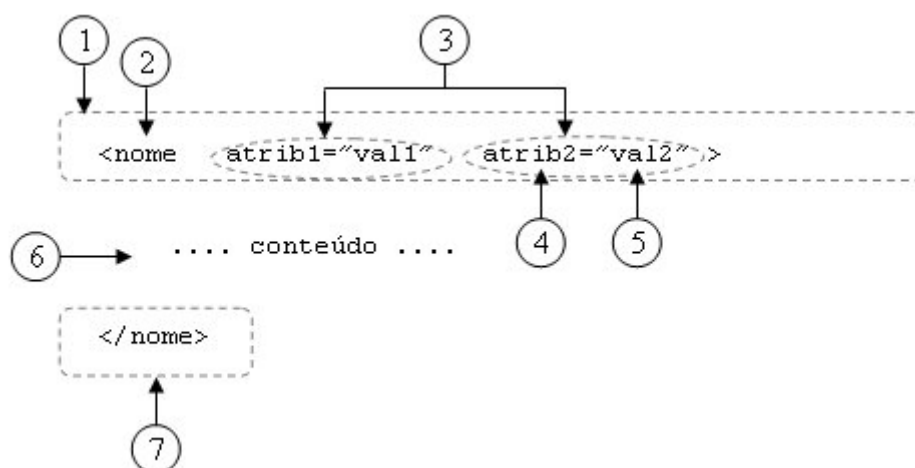 1
2
3
<nome atrib1="val1" atrib2="val2" >
6
.... conteúdo ....
4
5
</nome>
7